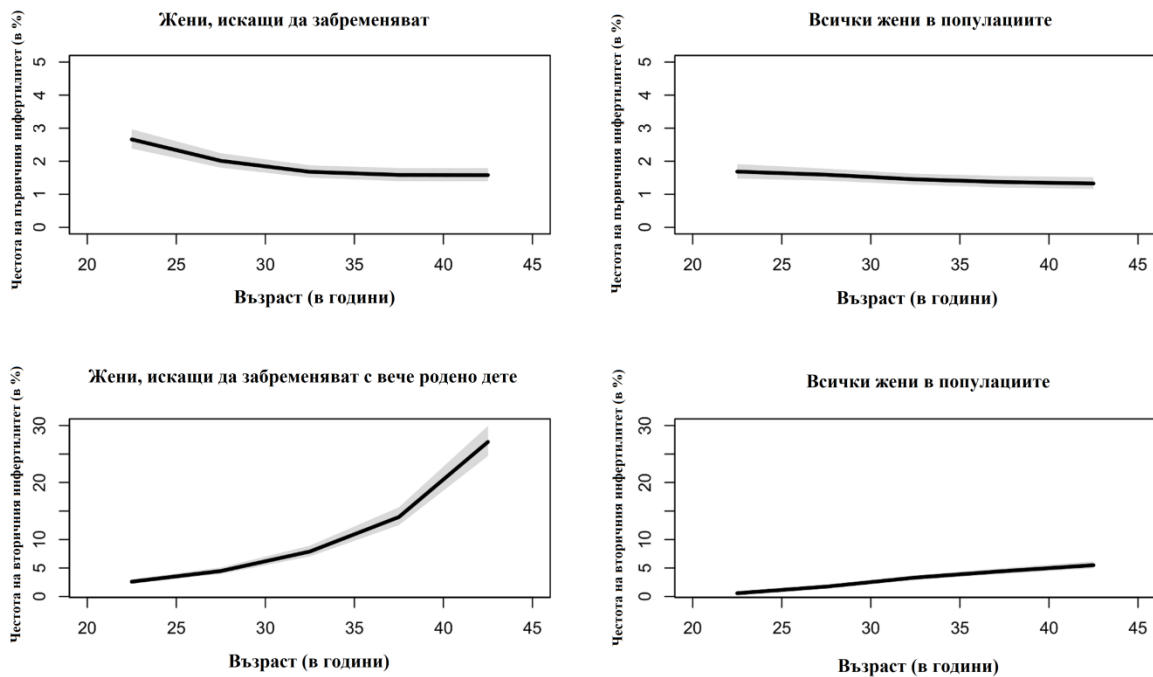 Жени, искащи да забременяват
Честота на първичния инфертилитет (в %)
5
4
3
2
1
0
20 25 30 35 40 45
Възраст (в години)
Всички жени в популациите
Честота на първичния инфертилитет (в %)
5
4
3
2
1
0
20 25 30 35 40 45
Възраст (в години)
Жени, искащи да забременяват с вече родено дете
Честота на вторичния инфертилитет (в %)
30
20
10
5
0
20 25 30 35 40 45
Възраст (в години)
Всички жени в популациите
Честота на вторичния инфертилитет (в %)
30
20
10
5
0
20 25 30 35 40 45
Възраст (в години)